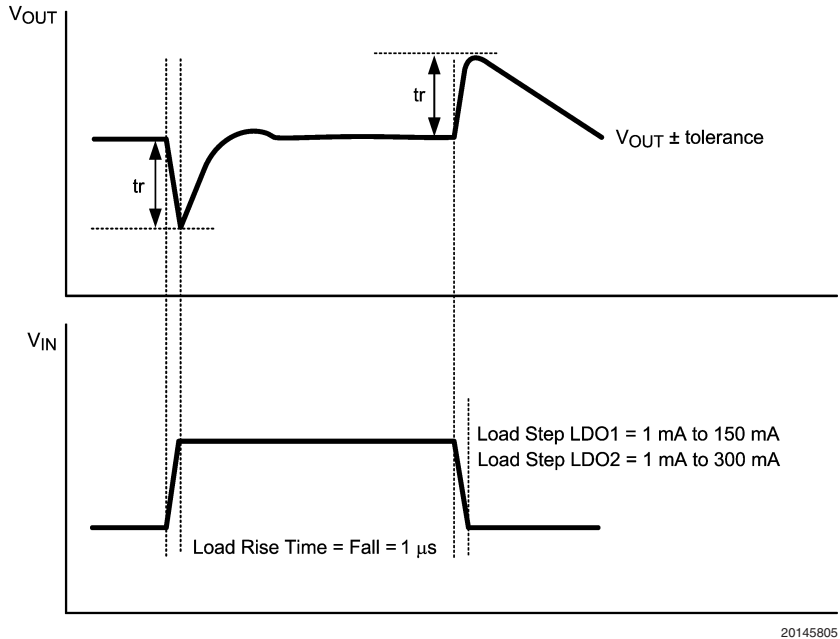 VOUT
tr
tr
VOUT ± tolerance
VIN
Load Step LDO1 = 1 mA to 150 mA
Load Step LDO2 = 1 mA to 300 mA
Load Rise Time = Fall = 1 μs
20145805